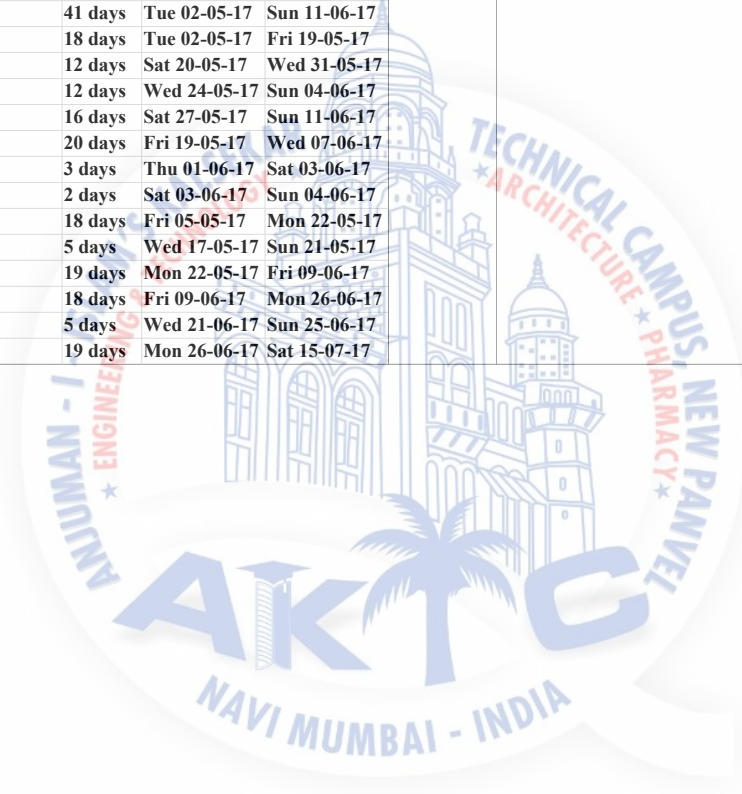 41 days Tue 02-05-17 Sun 11-06-17
18 days Tue 02-05-17 Fri 19-05-17
12 days Sat 20-05-17 Wed 31-05-17
12 days Wed 24-05-17 Sun 04-06-17
16 days Sat 27-05-17 Sun 11-06-17
20 days Fri 19-05-17 Wed 07-06-17
3 days Thu 01-06-17 Sat 03-06-17
2 days Sat 03-06-17 Sun 04-06-17
18 days Fri 05-05-17 Mon 22-05-17
5 days Wed 17-05-17 Sun 21-05-17
19 days Mon 22-05-17 Fri 09-06-17
18 days Fri 09-06-17 Mon 26-06-17
5 days Wed 21-06-17 Sun 25-06-17
19 days Mon 26-06-17 Sat 15-07-17
ANJUMAN - I - ISLAM'S KALSEKAR TECHNICAL CAMPUS, NEW PANVEL
★ ENGINEERING & TECHNOLOGY ★ ARCHITECTURE ★ PHARMACY ★
AKTC
NAVI MUMBAI - INDIA